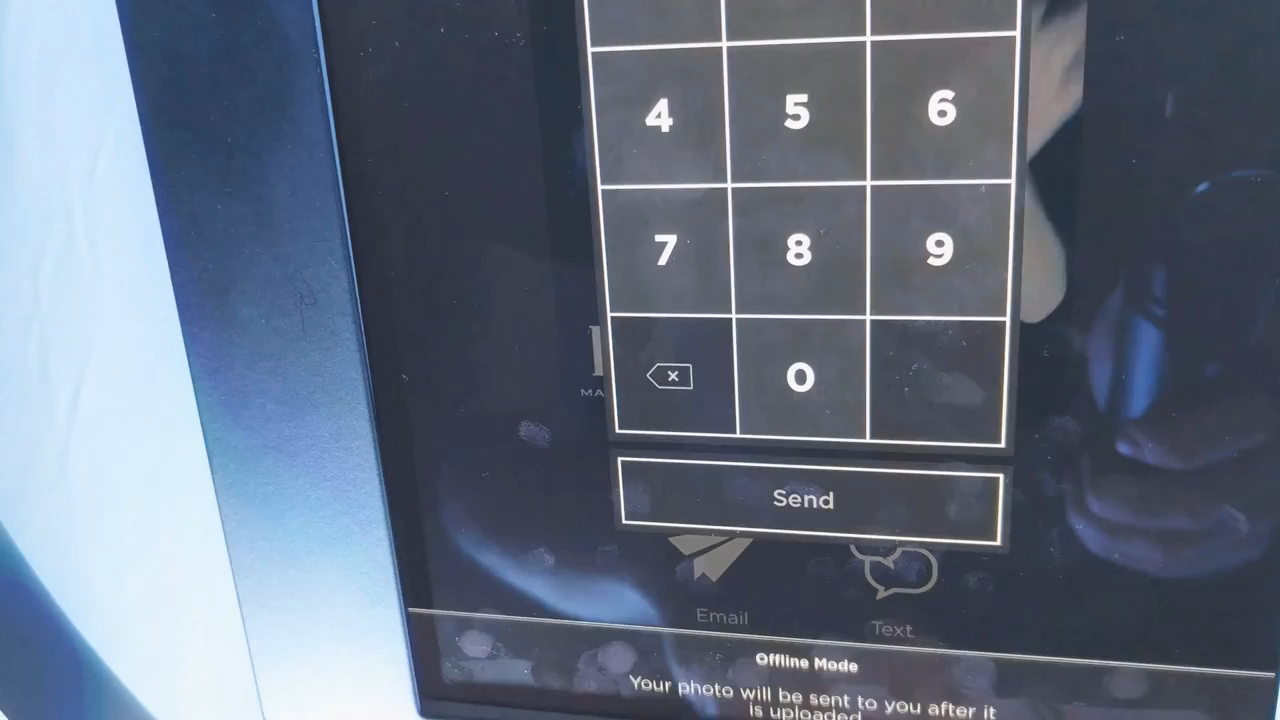 4 5 6
7 8 9
0
MA
Send
Email
Text
Offline Mode
Your photo will be sent to you after it
is uploaded